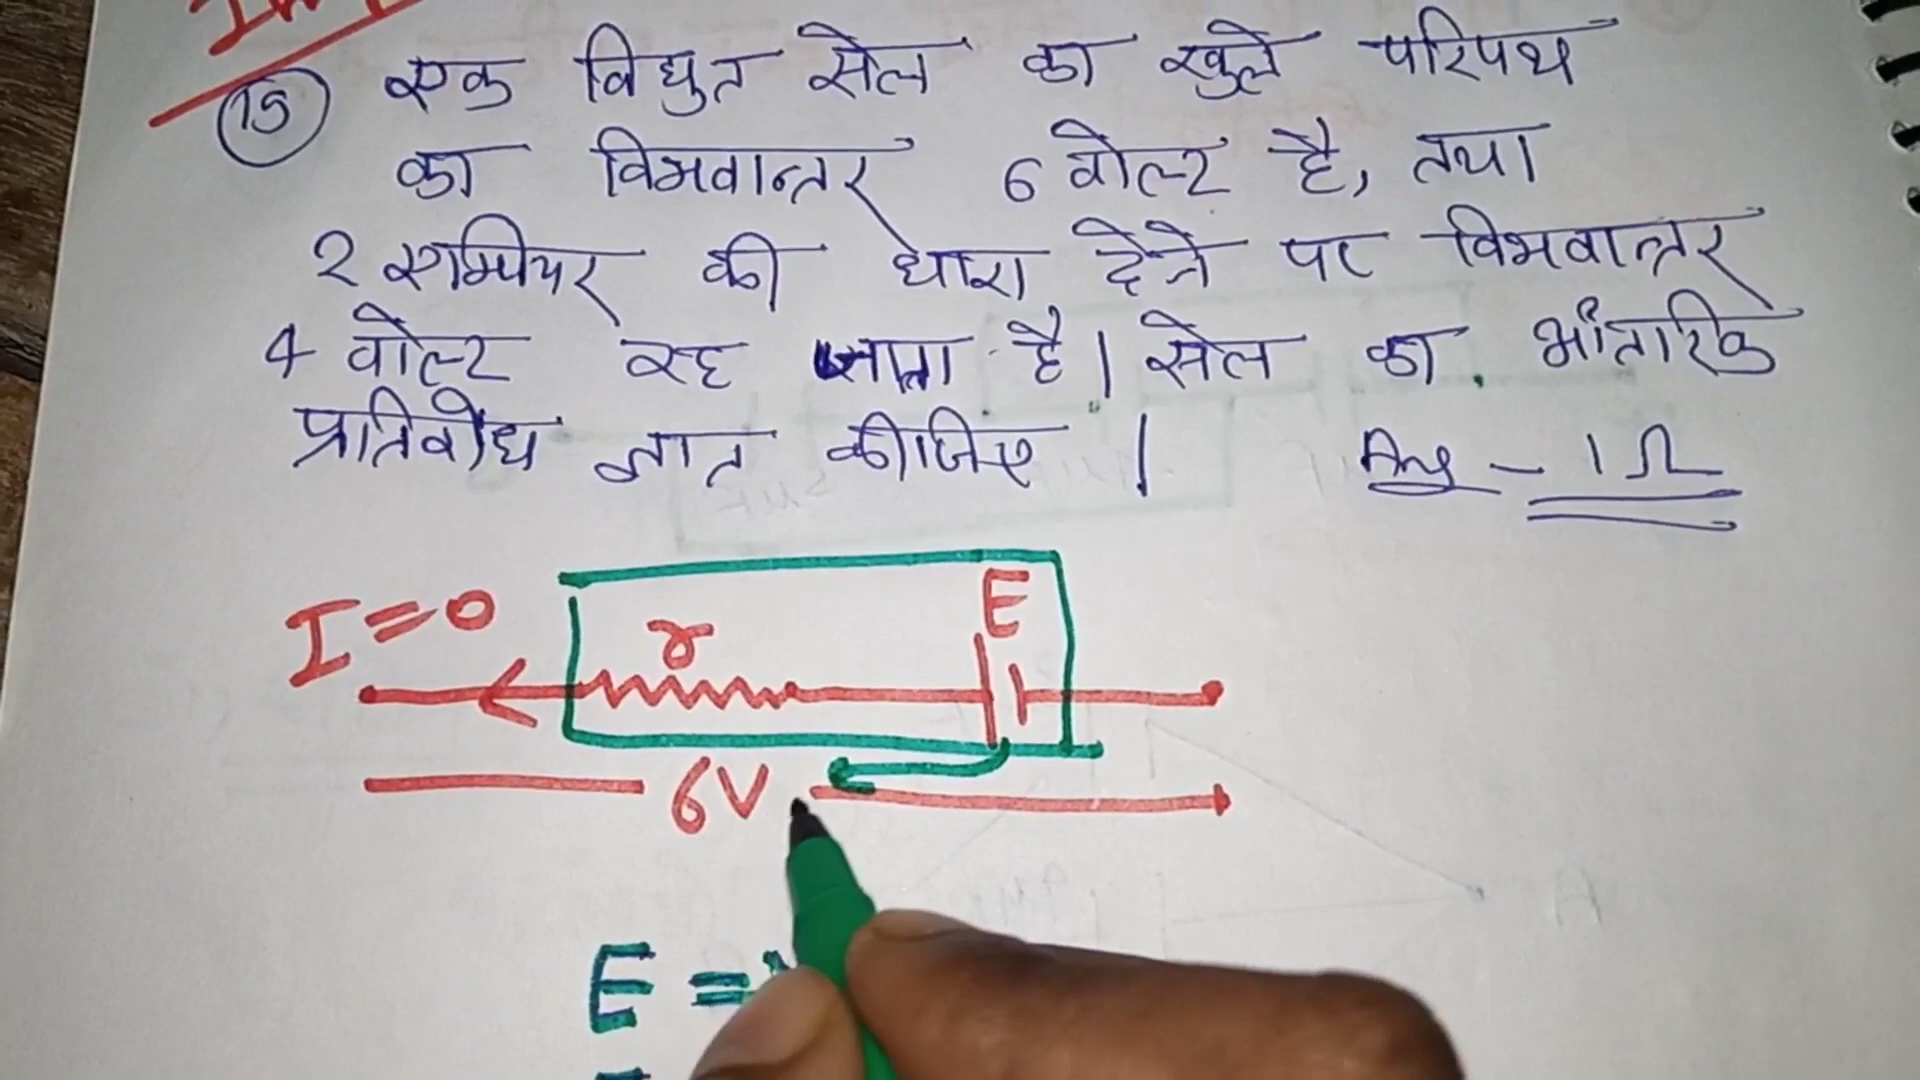 15 एक विद्युत सेल का खुले परिपथ
का विभवान्तर 6 वोल्ट है, तथा
2 एम्पियर की धारा देने पर विभवान्तर
4 वोल्ट रह जाता है। सेल का आंतरिक
प्रतिरोध ज्ञात कीजिए। Ans - 1Ω
I=0 r E
6V
E =